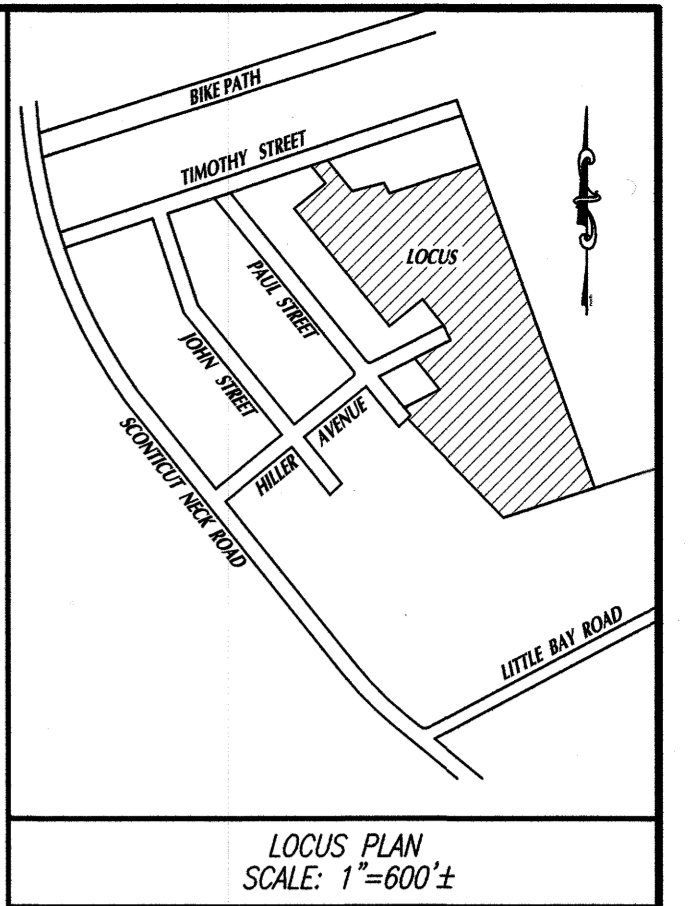 BIKE PATH
TIMOTHY STREET
LOCUS
PAUL STREET
JOHN STREET
HILLER AVENUE
SCONTICUT NECK ROAD
LITTLE BAY ROAD
LOCUS PLAN
SCALE: 1"=600'±